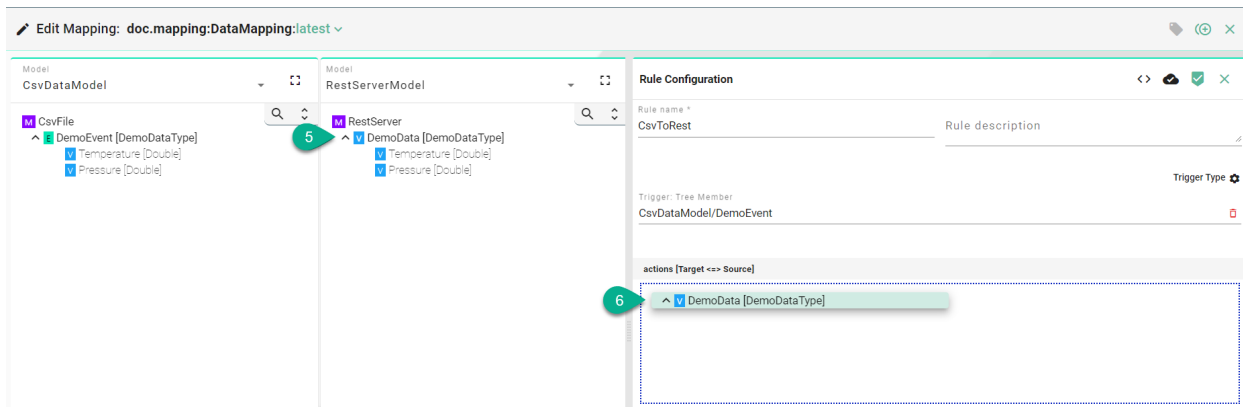 Edit Mapping: doc.mapping:DataMapping:latest
Model
CsvDataModel
M CsvFile
E DemoEvent [DemoDataType]
V Temperature [Double]
V Pressure [Double]
Model
RestServerModel
M RestServer
5
V DemoData [DemoDataType]
V Temperature [Double]
V Pressure [Double]
Rule Configuration
Rule name *
CsvToRest
Rule description
Trigger Type
Trigger: Tree Member
CsvDataModel/DemoEvent
actions [Target <=> Source]
6
V DemoData [DemoDataType]